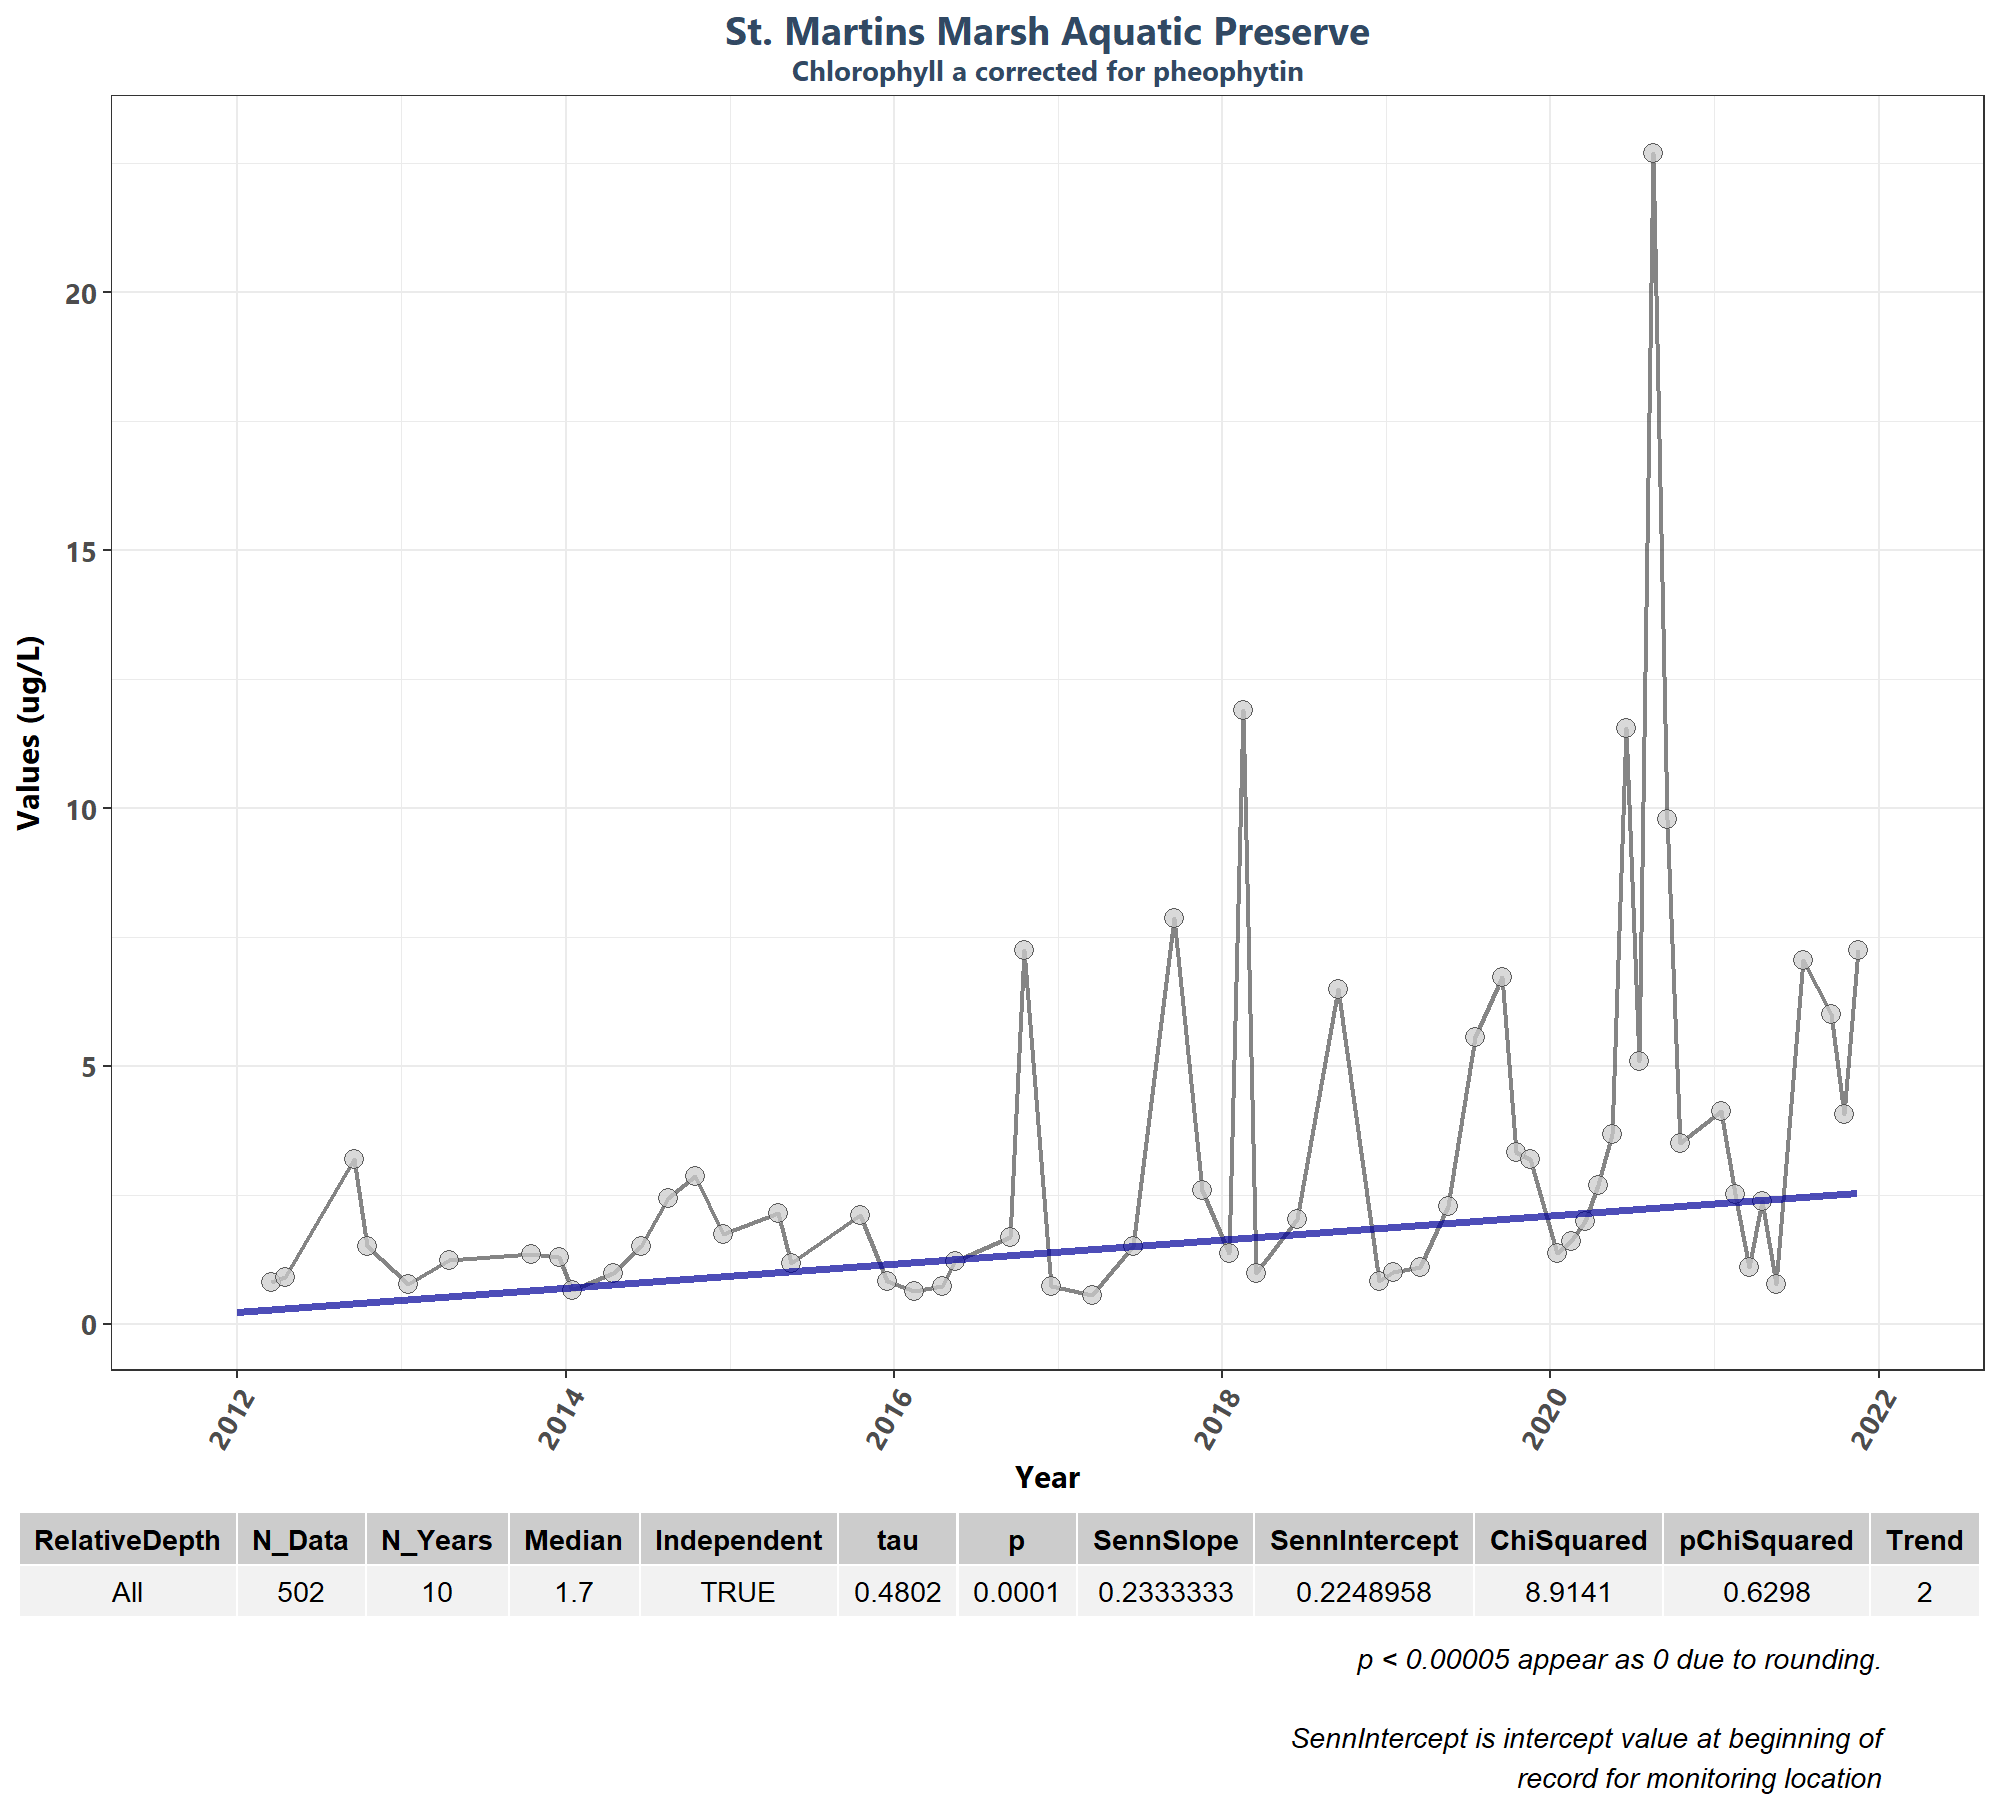 St. Martins Marsh Aquatic Preserve
Chlorophyll a corrected for pheophytin
Values (ug/L)
20
15
10
5
0
2012 2014 2016 2018 2020 2022
Year
RelativeDepth N_Data N_Years Median Independent tau p SennSlope SennIntercept ChiSquared pChiSquared Trend
All 502 10 1.7 TRUE 0.4802 0.0001 0.2333333 0.2248958 8.9141 0.6298 2
p < 0.00005 appear as 0 due to rounding.
SennIntercept is intercept value at beginning of
record for monitoring location